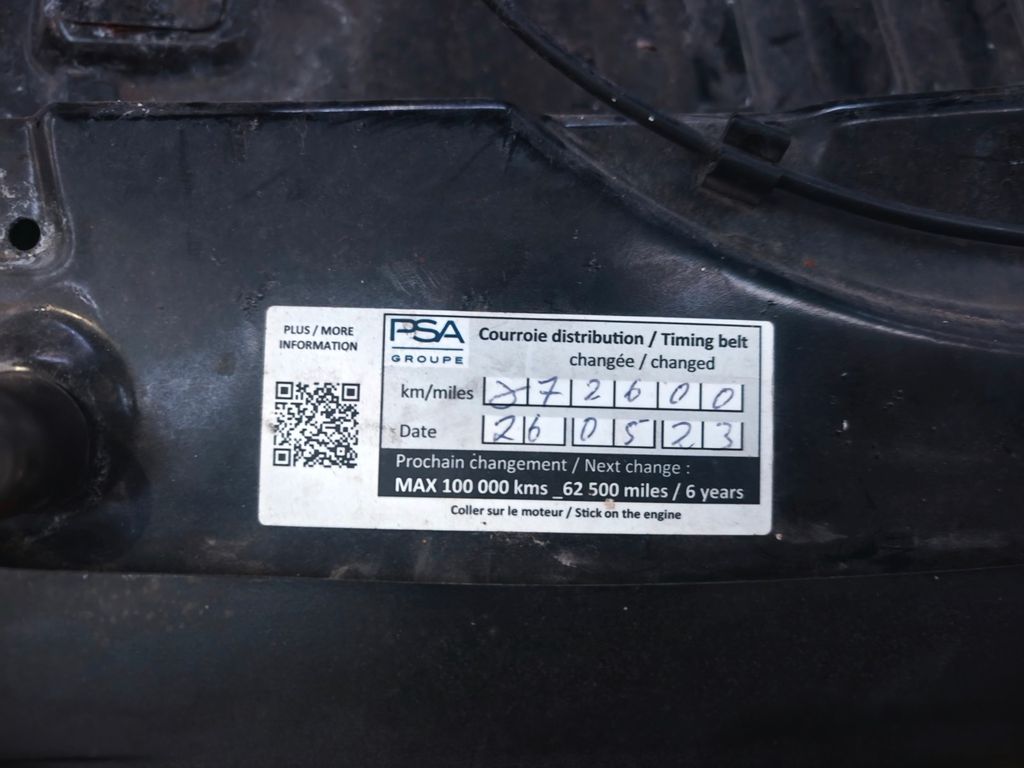 PLUS / MORE
INFORMATION
PSA
GROUPE
Courroie distribution / Timing belt
changée / changed
km/miles 72600
Date 26 05 23
Prochain changement / Next change :
MAX 100 000 kms _62 500 miles / 6 years
Coller sur le moteur / Stick on the engine